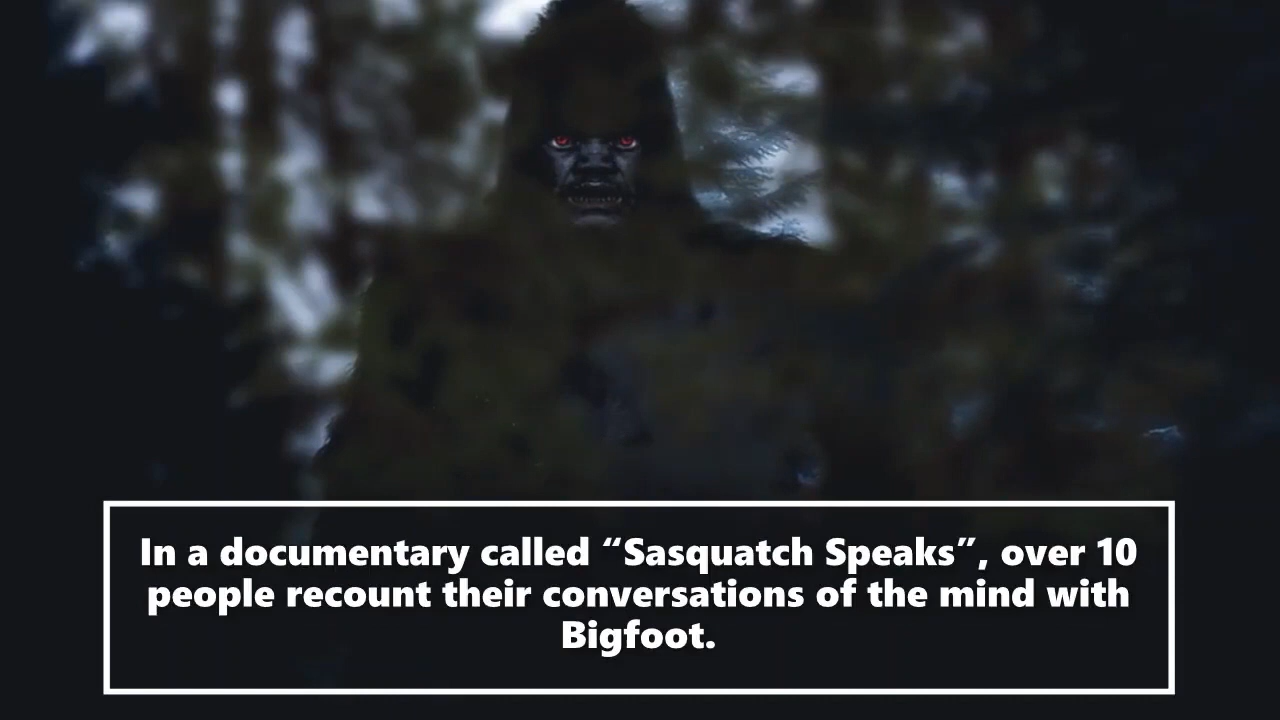 In a documentary called “Sasquatch Speaks”, over 10
people recount their conversations of the mind with
Bigfoot.